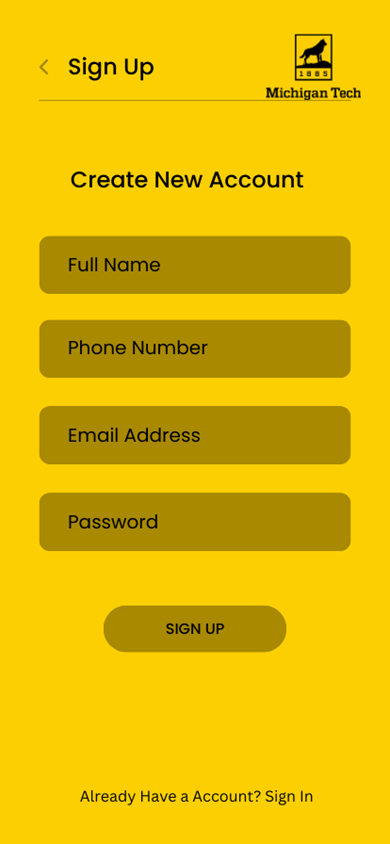 Sign Up
1885
Michigan Tech
Create New Account
Full Name
Phone Number
Email Address
Password
SIGN UP
Already Have a Account? Sign In